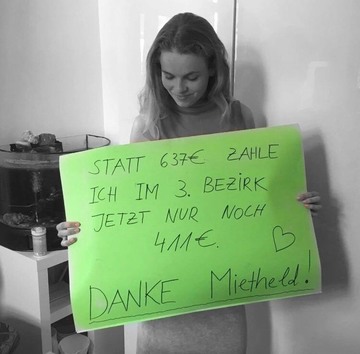 STATT 637€ ZAHLE
ICH IM 3. BEZIRK
JETZT NUR NOCH
411€.
DANKE Mietheld!